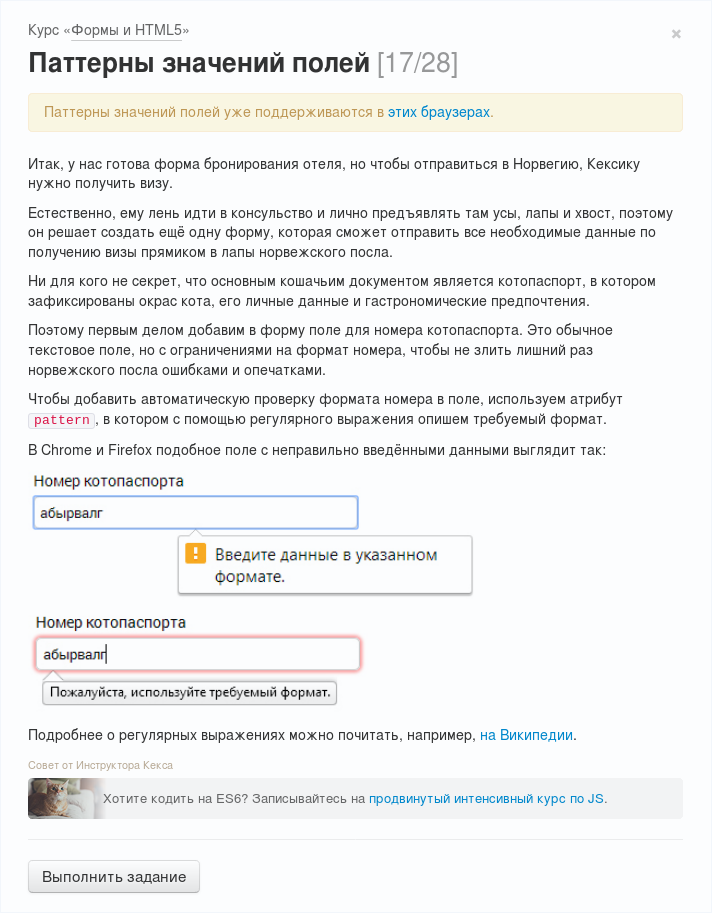 Курс «Формы и HTML5»
×
Паттерны значений полей [17/28]
Паттерны значений полей уже поддерживаются в этих браузерах.
Итак, у нас готова форма бронирования отеля, но чтобы отправиться в Норвегию, Кексику
нужно получить визу.
Естественно, ему лень идти в консульство и лично предъявлять там усы, лапы и хвост, поэтому
он решает создать ещё одну форму, которая сможет отправить все необходимые данные по
получению визы прямиком в лапы норвежского посла.
Ни для кого не секрет, что основным кошачьим документом является котопаспорт, в котором
зафиксированы окрас кота, его личные данные и гастрономические предпочтения.
Поэтому первым делом добавим в форму поле для номера котопаспорта. Это обычное
текстовое поле, но с ограничениями на формат номера, чтобы не злить лишний раз
норвежского посла ошибками и опечатками.
Чтобы добавить автоматическую проверку формата номера в поле, используем атрибут
pattern, в котором с помощью регулярного выражения опишем требуемый формат.
В Chrome и Firefox подобное поле с неправильно введёнными данными выглядит так:
Номер котопаспорта
абырвалг
Введите данные в указанном
формате.
Номер котопаспорта
абырвалг
Пожалуйста, используйте требуемый формат.
Подробнее о регулярных выражениях можно почитать, например, на Википедии.
Совет от Инструктора Кекса
Хотите кодить на ES6? Записывайтесь на продвинутый интенсивный курс по JS.
Выполнить задание